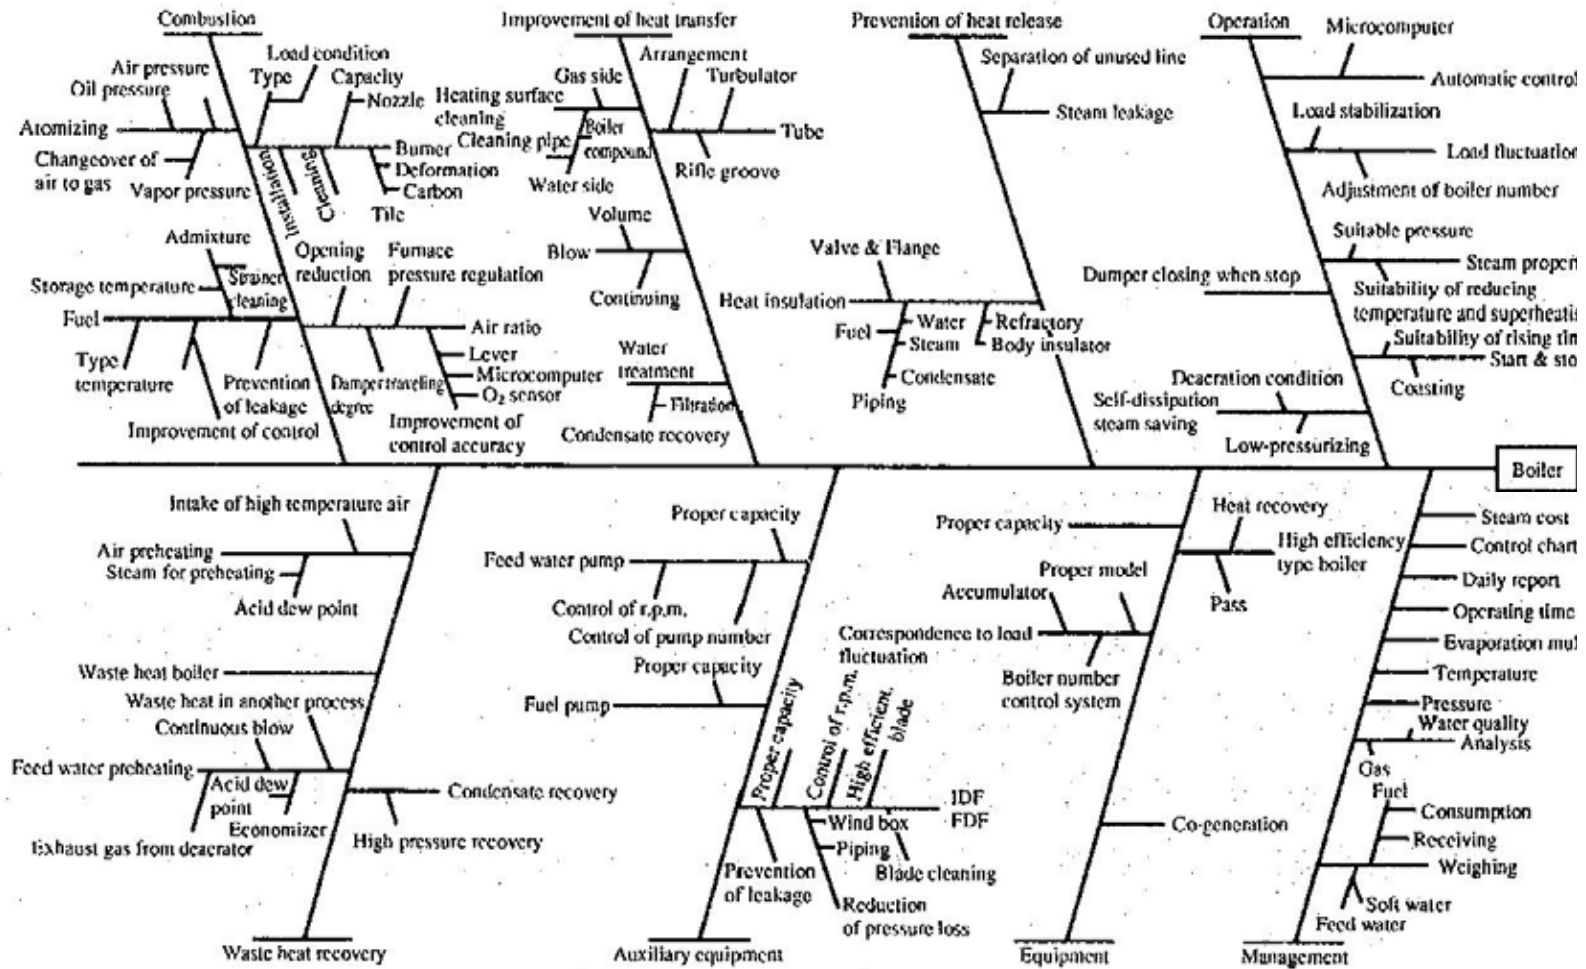 Combustion
Improvement of heat transfer
Prevention of heat release
Operation
Load condition
Air pressure
Type
Capacity
Oil pressure
Nozzle
Atomizing
Burner
Changeover of
air to gas
Vapor pressure
Installation
Cleaning
Deformation
Carbon
Tile
Admixture
Storage temperature
Strainer
cleaning
Fuel
Type
temperature
Prevention
of leakage
Improvement of control
Opening
reduction
Furnace
pressure regulation
Air ratio
Lever
Microcomputer
O₂ sensor
Damper traveling
degree
Improvement of
control accuracy
Arrangement
Gas side
Turbulator
Heating surface
cleaning
Cleaning pipe
Boiler
compound
Tube
Water side
Rifle groove
Volume
Blow
Continuing
Water
treatment
Filtration
Condensate recovery
Separation of unused line
Steam leakage
Valve & Flange
Heat insulation
Fuel
Water
Steam
Refractory
Body insulator
Condensate
Piping
Microcomputer
Automatic control
Load stabilization
Load fluctuation
Adjustment of boiler number
Suitable pressure
Steam propert
Dumper closing when stop
Suitability of reducing
temperature and superheatis
Suitability of rising tim
Start & sto
Coasting
Deaeration condition
Self-dissipation
steam saving
Low-pressurizing
Boiler
Intake of high temperature air
Air preheating
Steam for preheating
Acid dew point
Waste heat boiler
Waste heat in another process
Continuous blow
Feed water preheating
Acid dew
point
Economizer
Exhaust gas from deaerator
Condensate recovery
High pressure recovery
Waste heat recovery
Proper capacity
Feed water pump
Control of r.p.m.
Control of pump number
Proper capacity
Fuel pump
Proper capacity
Control of r.p.m.
High efficient
blade
IDF
FDF
Wind box
Piping
Blade cleaning
Prevention
of leakage
Reduction
of pressure loss
Auxiliary equipment
Proper capacity
Heat recovery
High efficiency
type boiler
Pass
Proper model
Accumulator
Correspondence to load
fluctuation
Boiler number
control system
Co-generation
Equipment
Steam cost
Control chart
Daily report
Operating time
Evaporation mul
Temperature
Pressure
Water quality
Analysis
Gas
Fuel
Consumption
Receiving
Weighing
Soft water
Feed water
Management